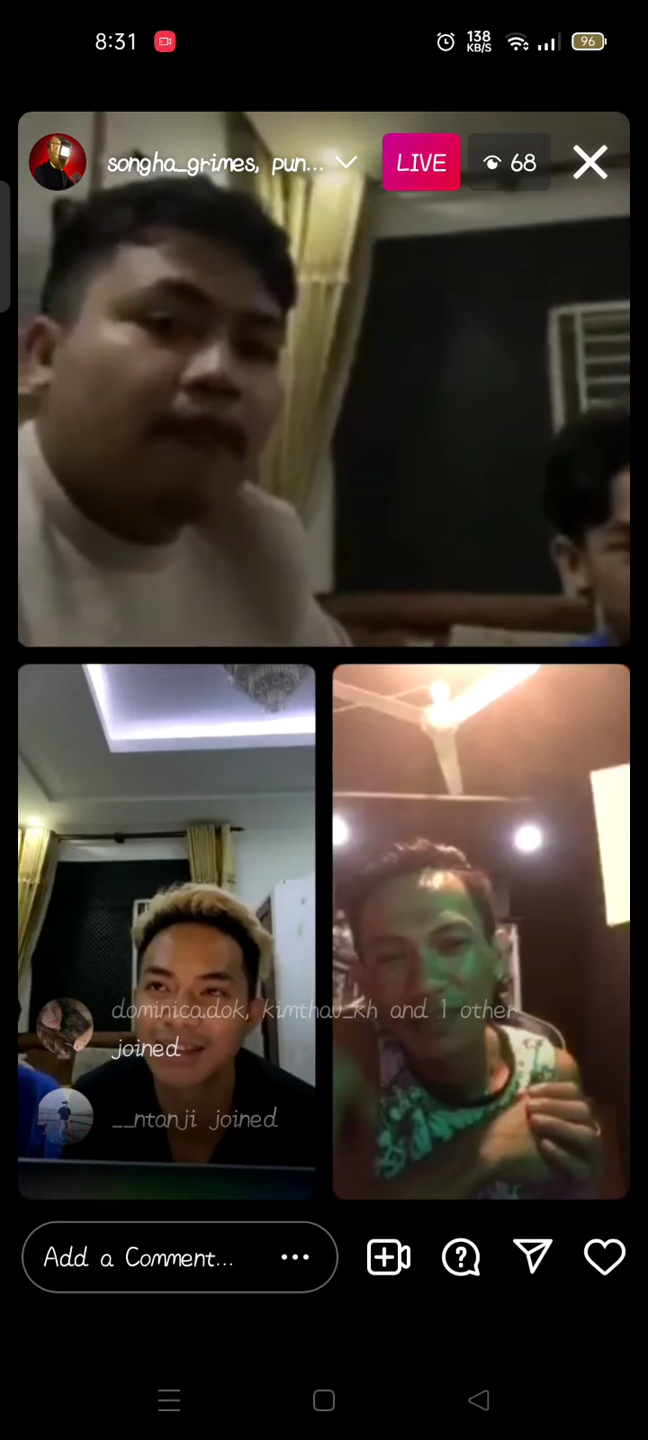 8:31
138
KB/S
96
songha_grimes, pun...
LIVE
68
dominica.dok, kimthav_kh and 1 other
joined
__ntanji joined
Add a Comment...